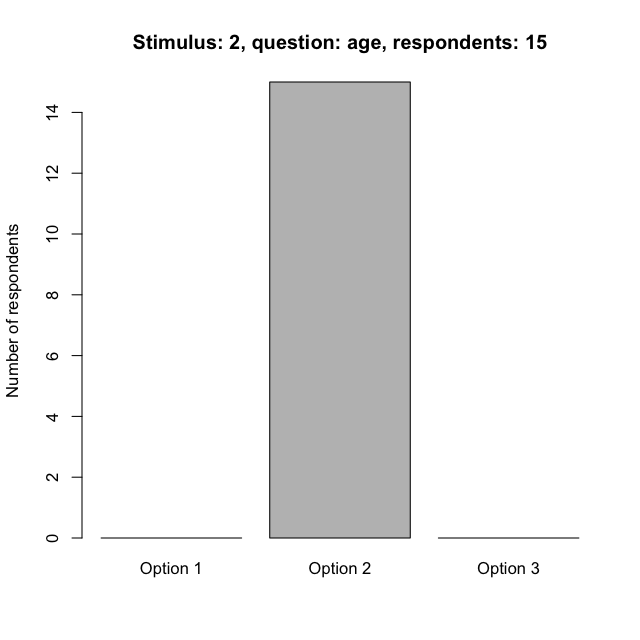 Stimulus: 2, question: age, respondents: 15
Number of respondents
14
12
10
8
6
4
2
0
Option 1
Option 2
Option 3